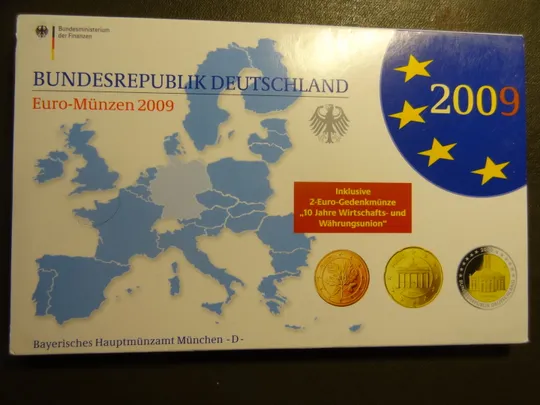 Bundesministerium
der Finanzen
BUNDESREPUBLIK DEUTSCHLAND
Euro-Münzen 2009
2009
Inklusive
2-Euro-Gedenkmünze
„10 Jahre Wirtschafts- und
Währungsunion"
Bayerisches Hauptmünzamt München -D-